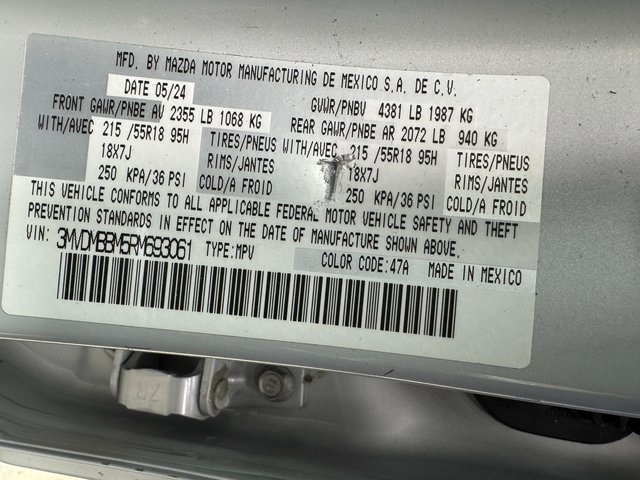 MFD. BY MAZDA MOTOR MANUFACTURING DE MEXICO S.A. DE C.V.
DATE 05/24 GVWR/PNBV 4381 LB 1987 KG
FRONT GAWR/PNBE AV 2355 LB 1068 KG REAR GAWR/PNBE AR 2072 LB 940 KG
WITH/AVEC 215 /55R18 95H TIRES/PNEUS WITH/AVEC 215 /55R18 95H TIRES/PNEUS
18X7J RIMS/JANTES 18X7J RIMS/JANTES
250 KPA/36 PSI COLD/A FROID 250 KPA/36 PSI COLD/A FROID
THIS VEHICLE CONFORMS TO ALL APPLICABLE FEDERAL MOTOR VEHICLE SAFETY AND THEFT
PREVENTION STANDARDS IN EFFECT ON THE DATE OF MANUFACTURE SHOWN ABOVE.
VIN: 3MVDMBBM5RM693061 TYPE:MPV COLOR CODE:47A MADE IN MEXICO